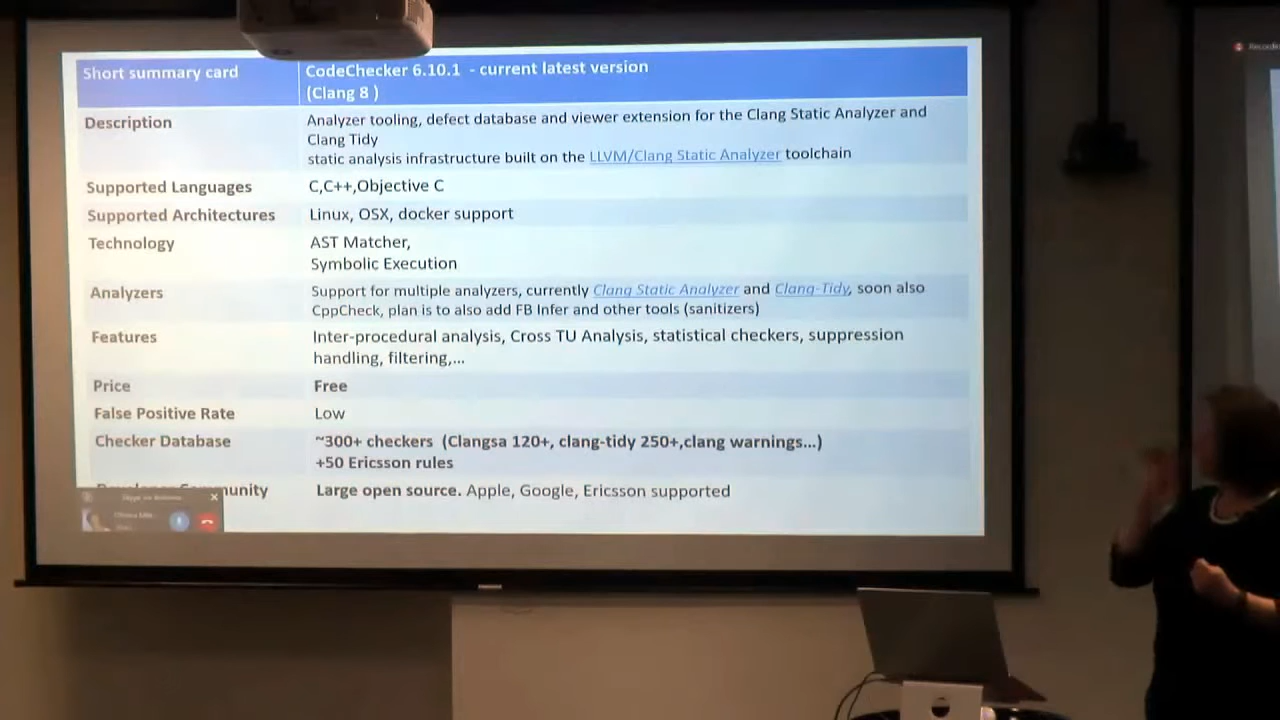 Short summary card
CodeChecker 6.10.1 - current latest version
(Clang 8 )
Description
Analyzer tooling, defect database and viewer extension for the Clang Static Analyzer and
Clang Tidy
static analysis infrastructure built on the LLVM/Clang Static Analyzer toolchain
Supported Languages
C,C++,Objective C
Supported Architectures
Linux, OSX, docker support
Technology
AST Matcher,
Symbolic Execution
Analyzers
Support for multiple analyzers, currently Clang Static Analyzer and Clang-Tidy, soon also
CppCheck, plan is to also add FB Infer and other tools (sanitizers)
Features
Inter-procedural analysis, Cross TU Analysis, statistical checkers, suppression
handling, filtering,...
Price
Free
False Positive Rate
Low
Checker Database
~300+ checkers (Clangsa 120+, clang-tidy 250+,clang warnings...)
+50 Ericsson rules
Large open source. Apple, Google, Ericsson supported